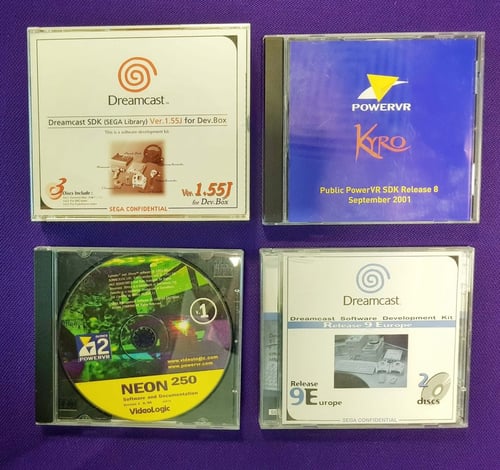 Dreamcast
Dreamcast SDK (SEGA Library) Ver.1.55J for Dev.Box
This is a software development kit
3
Discs Include :
Ver. 1.55J
for Dev.Box
SEGA CONFIDENTIAL
POWERVR
KYRO
Public PowerVR SDK Release 8
September 2001
1
SERIES
2
POWERVR
www.videologic.com
www.powervr.com
NEON 250
Software and Documentation
VideoLogic
Dreamcast
Dreamcast Software Development Kit
Release 9 Europe
Release
9Europe
2
discs
SEGA CONFIDENTIAL